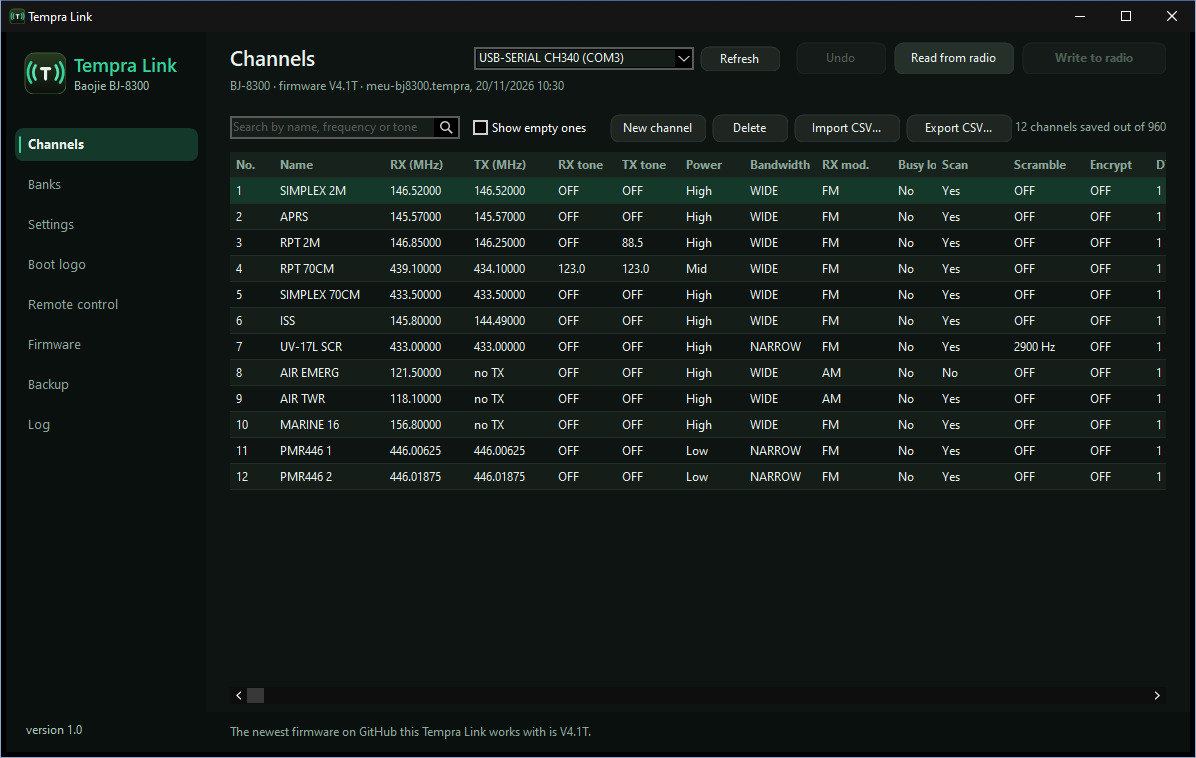 Tempra Link
Tempra Link
Baojie BJ-8300
Channels
Banks
Settings
Boot logo
Remote control
Firmware
Backup
Log
version 1.0
Channels
USB-SERIAL CH340 (COM3) Refresh Undo Read from radio Write to radio
BJ-8300 · firmware V4.1T · meu-bj8300.tempra, 20/11/2026 10:30
Search by name, frequency or tone Show empty ones New channel Delete Import CSV... Export CSV... 12 channels saved out of 960
No. Name RX (MHz) TX (MHz) RX tone TX tone Power Bandwidth RX mod. Busy lo Scan Scramble Encrypt
1 SIMPLEX 2M 146.52000 146.52000 OFF OFF High WIDE FM No Yes OFF OFF 1
2 APRS 145.57000 145.57000 OFF OFF High WIDE FM No Yes OFF OFF 1
3 RPT 2M 146.85000 146.25000 OFF 88.5 High WIDE FM No Yes OFF OFF 1
4 RPT 70CM 439.10000 434.10000 123.0 123.0 Mid WIDE FM No Yes OFF OFF 1
5 SIMPLEX 70CM 433.50000 433.50000 OFF OFF High WIDE FM No Yes OFF OFF 1
6 ISS 145.80000 144.49000 OFF OFF High WIDE FM No Yes OFF OFF 1
7 UV-17L SCR 433.00000 433.00000 OFF OFF High NARROW FM No Yes 2900 Hz OFF 1
8 AIR EMERG 121.50000 no TX OFF OFF High WIDE AM No No OFF OFF 1
9 AIR TWR 118.10000 no TX OFF OFF High WIDE AM No Yes OFF OFF 1
10 MARINE 16 156.80000 no TX OFF OFF High WIDE FM No Yes OFF OFF 1
11 PMR446 1 446.00625 446.00625 OFF OFF Low NARROW FM No Yes OFF OFF 1
12 PMR446 2 446.01875 446.01875 OFF OFF Low NARROW FM No Yes OFF OFF 1
The newest firmware on GitHub this Tempra Link works with is V4.1T.